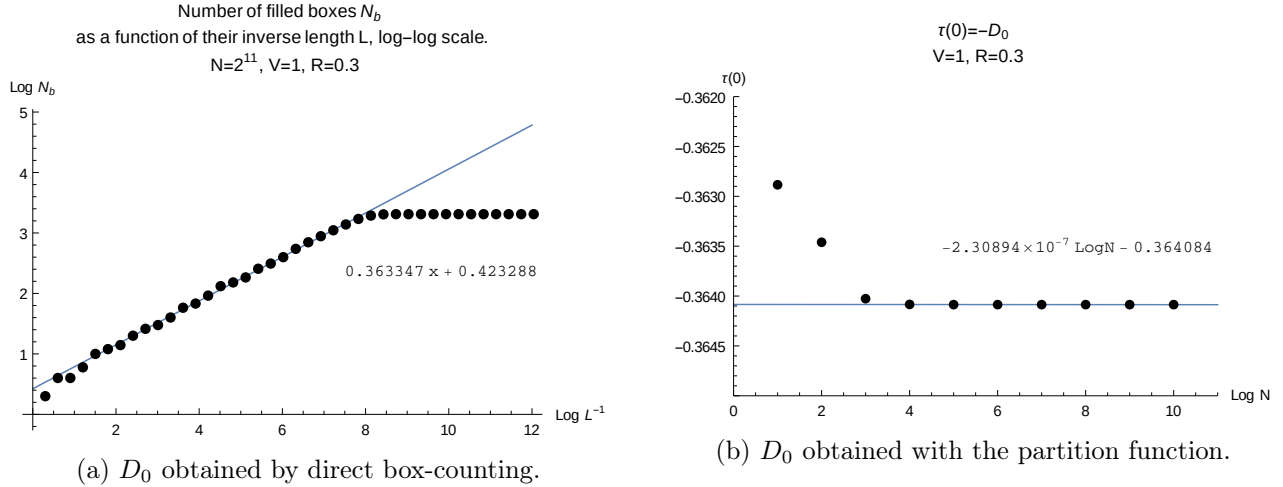 Number of filled boxes N_b
as a function of their inverse length L, log–log scale.
N=2^11, V=1, R=0.3
Log N_b
5
4
3
2
1
0.363347 x + 0.423288
2 4 6 8 10 12
Log L^−1
(a) D_0 obtained by direct box-counting.
τ(0)=−D_0
V=1, R=0.3
τ(0)
−0.3620
−0.3625
−0.3630
−0.3635
−0.3640
−0.3645
−2.30894×10^−7 LogN − 0.364084
0 2 4 6 8 10
Log N
(b) D_0 obtained with the partition function.